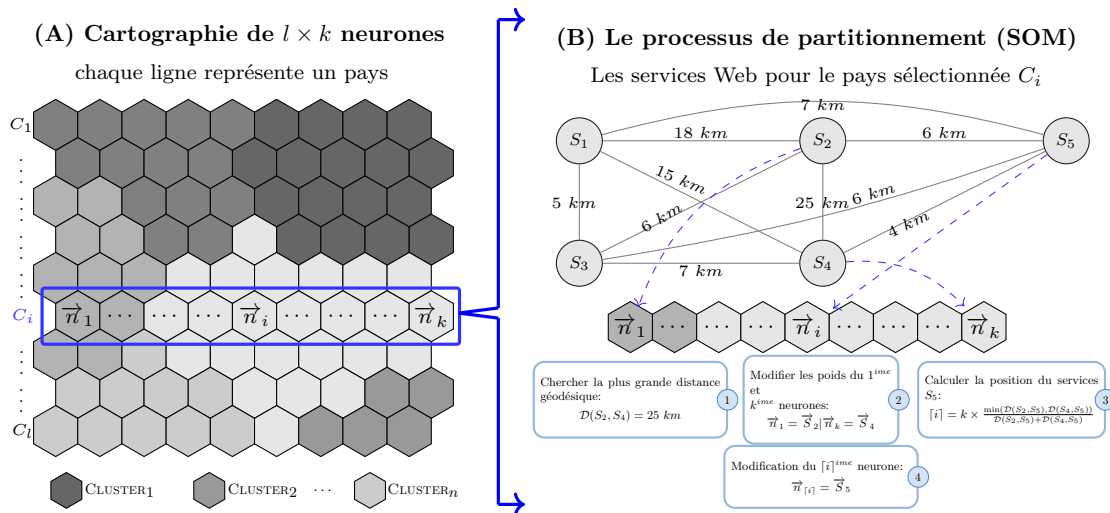 (A) Cartographie de l × k neurones
chaque ligne représente un pays
C1
C_i
Cl
→n 1 ··· ··· ··· →n i ··· ··· ··· →n k
Cluster1
Cluster2
···
Clustern
(B) Le processus de partitionnement (SOM)
Les services Web pour le pays sélectionnée Ci
7 km
S1
18 km
S2
6 km
S5
15 km
5 km
25 km
6 km
6 km
4 km
S3
7 km
S4
→n 1 ··· ··· ··· →n i ··· ··· ··· →n k
Chercher la plus grande distance
géodésique:
D(S2, S4) = 25 km
1
Modifier les poids du 1ime
et
kime neurones:
→n 1 = →S 2|→n k = →S 4
2
Calculer la position du services
S5:
⌈i⌉ = k × min(D(S2,S5),D(S4,S5)) / D(S2,S5)+D(S4,S5)
3
Modification du ⌈i⌉ime neurone:
→n ⌈i⌉ = →S 5
4